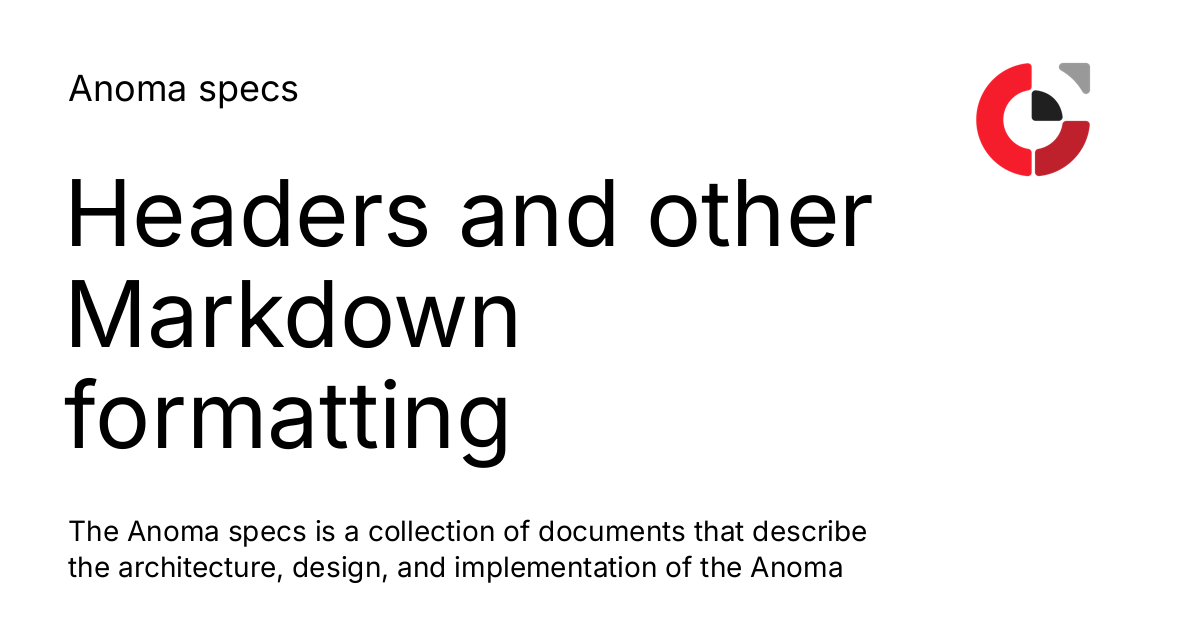 Anoma specs
Headers and other
Markdown
formatting
The Anoma specs is a collection of documents that describe
the architecture, design, and implementation of the Anoma